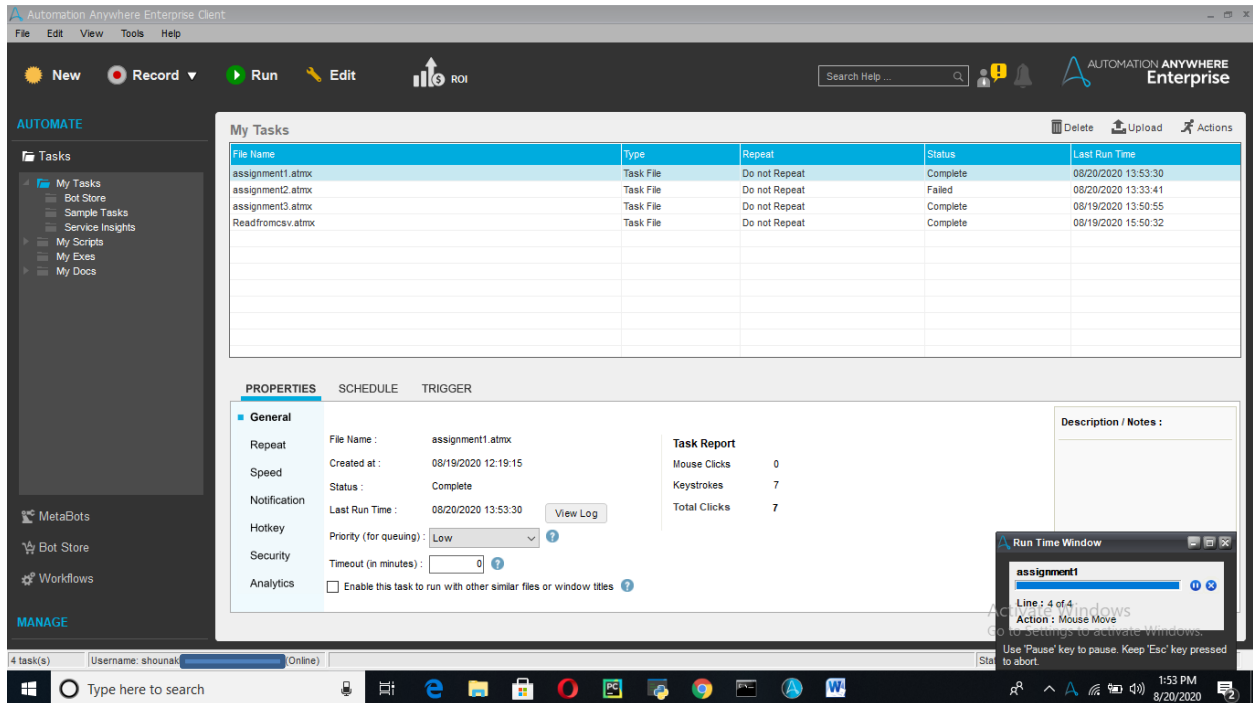 Automation Anywhere Enterprise Client
File Edit View Tools Help
New Record Run Edit ROI Search Help ... AUTOMATION ANYWHERE
Enterprise
AUTOMATE
My Tasks Delete Upload Actions
Tasks
My Tasks
Bot Store
Sample Tasks
Service Insights
My Scripts
My Exes
My Docs
File Name Type Repeat Status Last Run Time
assignment1.atmx Task File Do not Repeat Complete 08/20/2020 13:53:30
assignment2.atmx Task File Do not Repeat Failed 08/20/2020 13:33:41
assignment3.atmx Task File Do not Repeat Complete 08/19/2020 13:50:55
Readfromcsv.atmx Task File Do not Repeat Complete 08/19/2020 15:50:32
PROPERTIES SCHEDULE TRIGGER
General
Repeat
Speed
Notification
Hotkey
Security
Analytics
File Name : assignment1.atmx
Created at : 08/19/2020 12:19:15
Status : Complete
Last Run Time : 08/20/2020 13:53:30 View Log
Priority (for queuing) : Low ?
Timeout (in minutes) : 0 ?
Enable this task to run with other similar files or window titles ?
Task Report
Mouse Clicks 0
Keystrokes 7
Total Clicks 7
Description / Notes :
MetaBots
Bot Store
Workflows
MANAGE
Run Time Window
assignment1
Line : 4 of 4
Action : Mouse Move
Activate Windows
Go to Settings to activate Windows.
Use 'Pause' key to pause. Keep 'Esc' key pressed
to abort.
4 task(s) Username: shounak (Online)
Type here to search
1:53 PM
8/20/2020
2